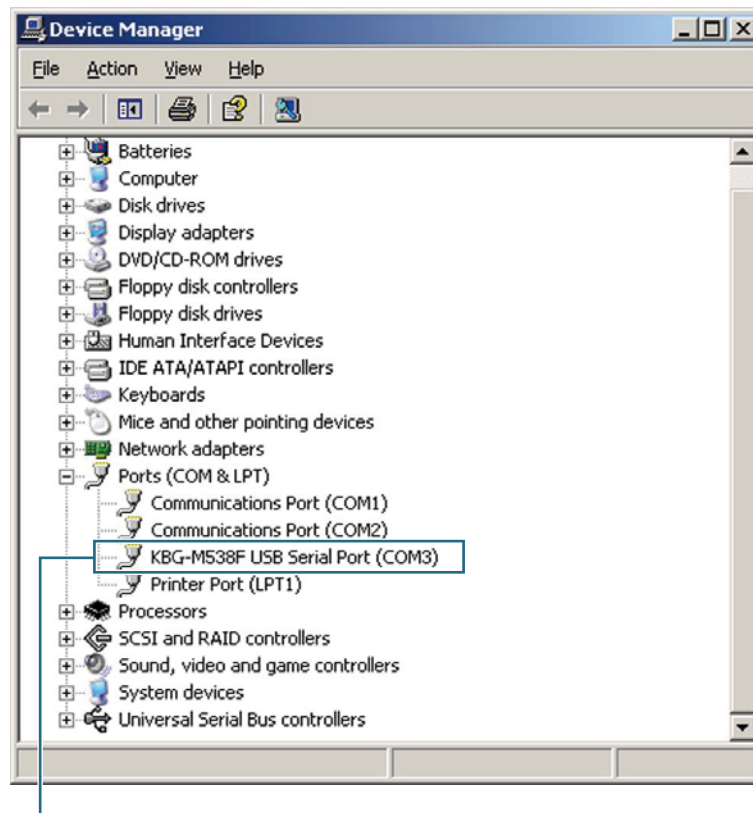 Device Manager
File Action View Help
Batteries
Computer
Disk drives
Display adapters
DVD/CD-ROM drives
Floppy disk controllers
Floppy disk drives
Human Interface Devices
IDE ATA/ATAPI controllers
Keyboards
Mice and other pointing devices
Network adapters
Ports (COM & LPT)
Communications Port (COM1)
Communications Port (COM2)
KBG-M538F USB Serial Port (COM3)
Printer Port (LPT1)
Processors
SCSI and RAID controllers
Sound, video and game controllers
System devices
Universal Serial Bus controllers